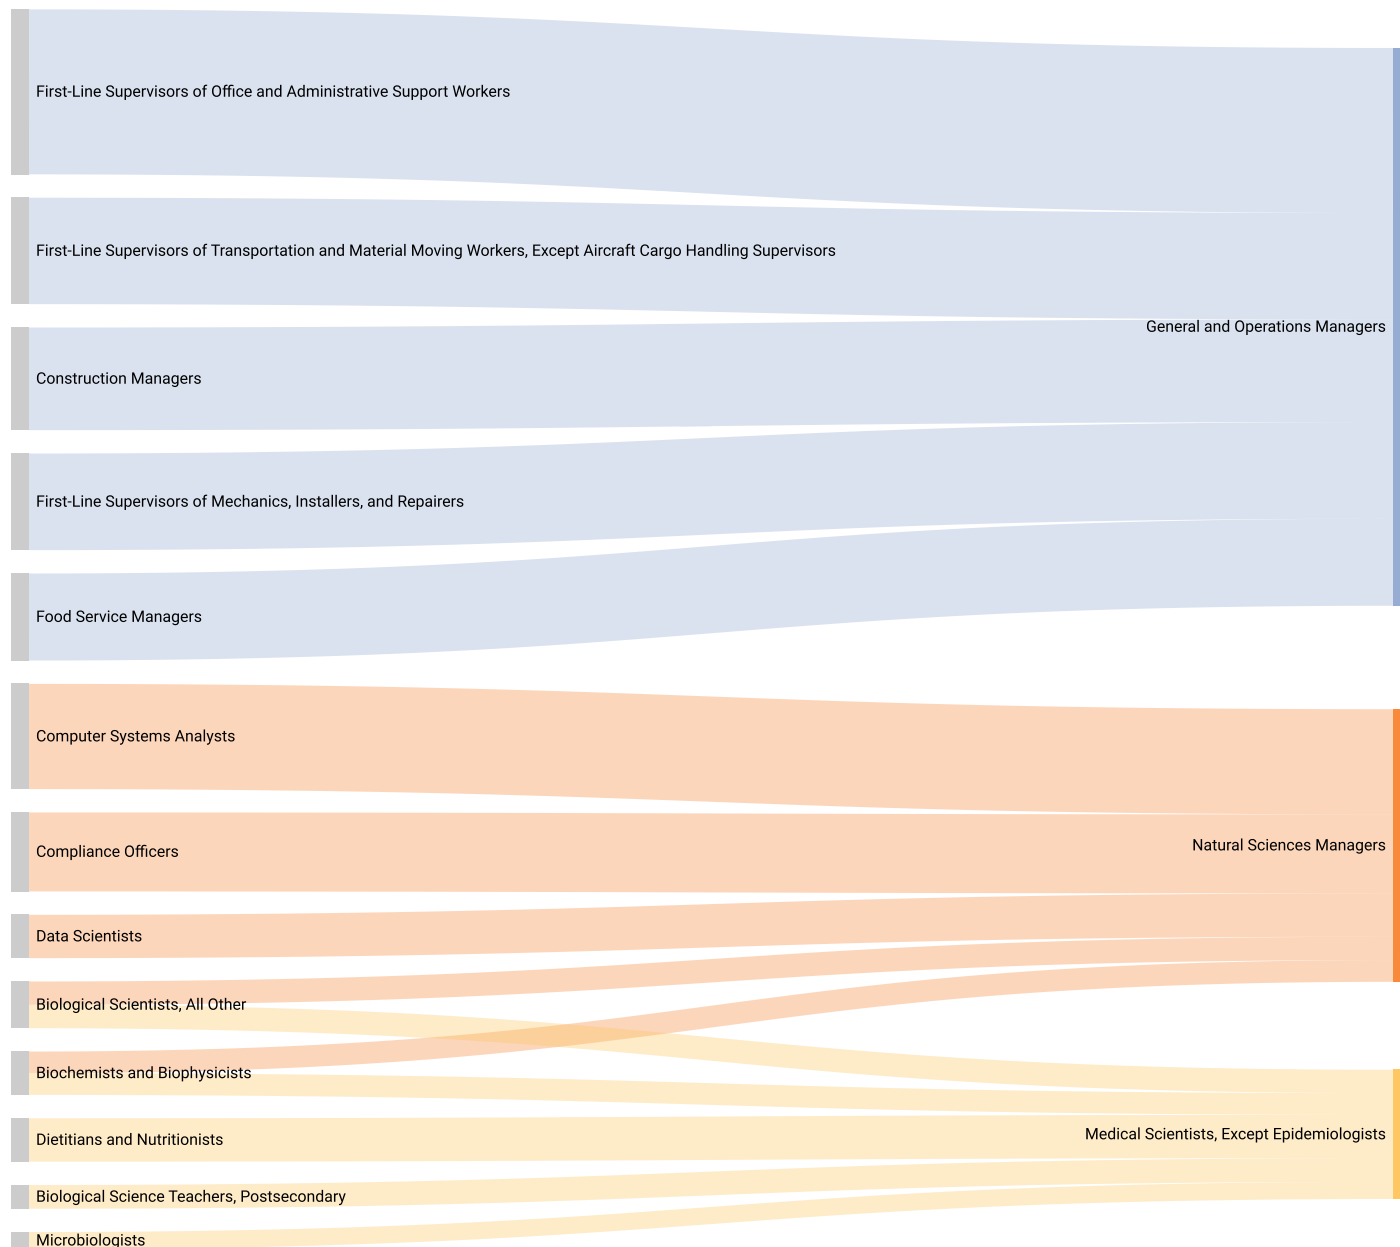 First-Line Supervisors of Office and Administrative Support Workers
First-Line Supervisors of Transportation and Material Moving Workers, Except Aircraft Cargo Handling Supervisors
General and Operations Managers
Construction Managers
First-Line Supervisors of Mechanics, Installers, and Repairers
Food Service Managers
Computer Systems Analysts
Natural Sciences Managers
Compliance Officers
Data Scientists
Biological Scientists, All Other
Biochemists and Biophysicists
Medical Scientists, Except Epidemiologists
Dietitians and Nutritionists
Biological Science Teachers, Postsecondary
Microbiologists